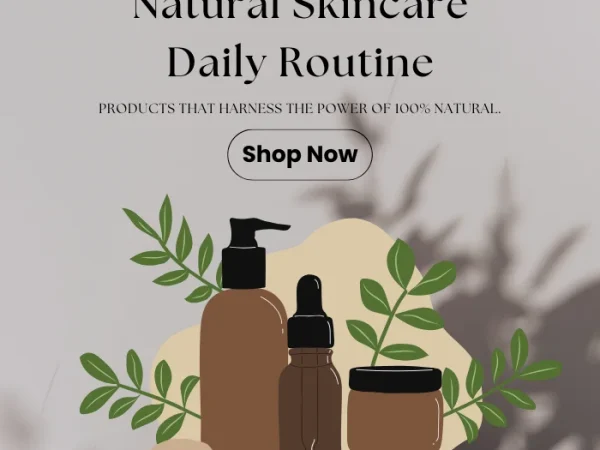 Natural Skincare
Daily Routine
PRODUCTS THAT HARNESS THE POWER OF 100% NATURAL.
Shop Now